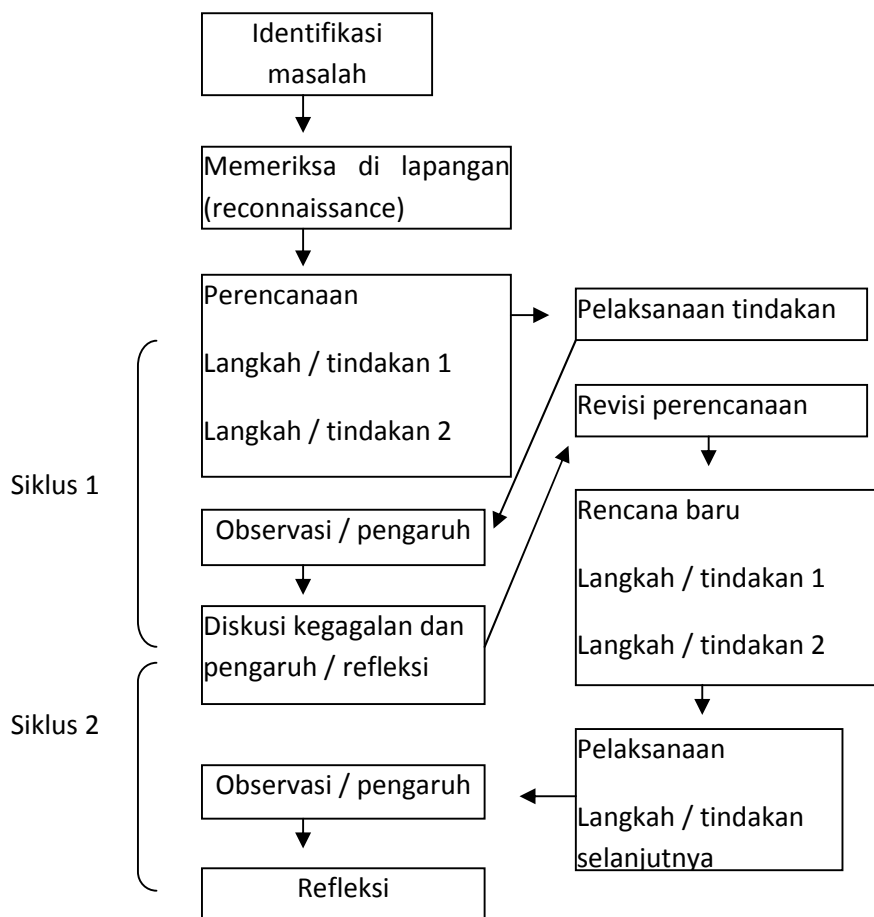 Identifikasi
masalah
Memeriksa di lapangan
(reconnaissance)
Perencanaan
Langkah / tindakan 1
Langkah / tindakan 2
Pelaksanaan tindakan
Siklus 1
Observasi / pengaruh
Diskusi kegagalan dan
pengaruh / refleksi
Revisi perencanaan
Rencana baru
Langkah / tindakan 1
Langkah / tindakan 2
Siklus 2
Pelaksanaan
Langkah / tindakan
selanjutnya
Observasi / pengaruh
Refleksi